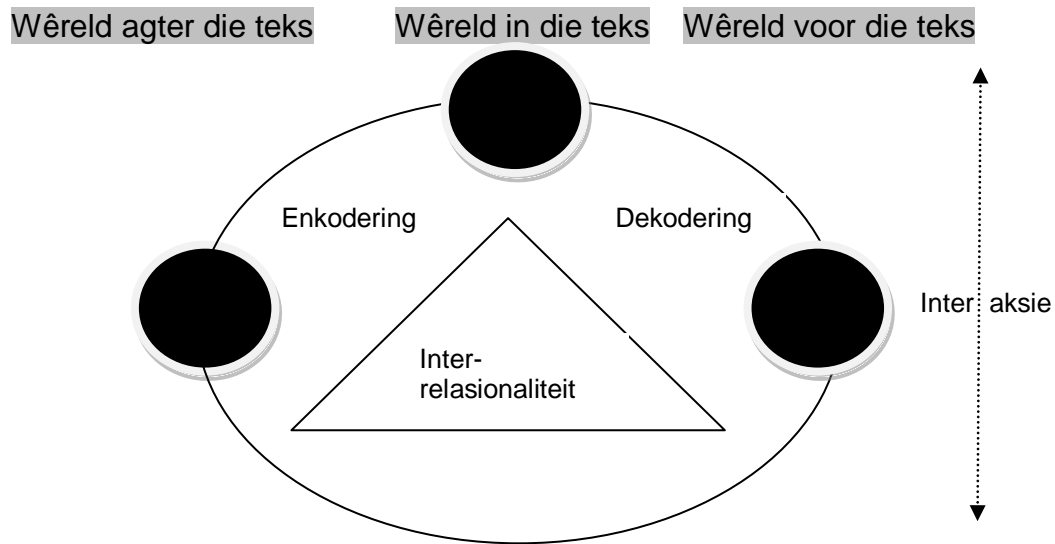 Wêreld agter die teks
Wêreld in die teks
Wêreld voor die teks
Enkodering
Dekodering
Inter aksie
Inter-
relasionaliteit